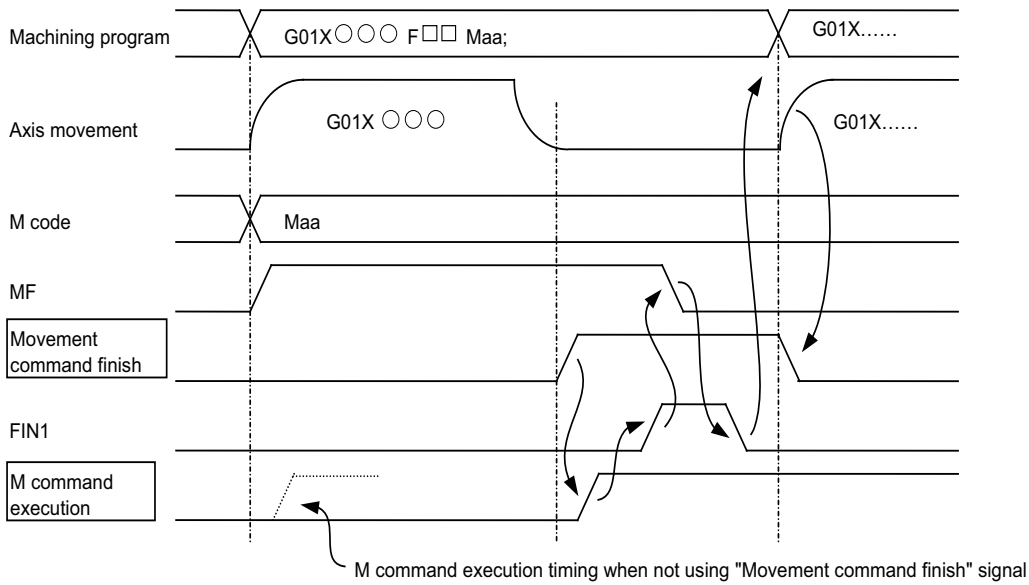 Machining program
G01X○○○ F□□ Maa;
G01X……
Axis movement
G01X ○○○
G01X……
M code
Maa
MF
Movement
command finish
FIN1
M command
execution
M command execution timing when not using "Movement command finish" signal